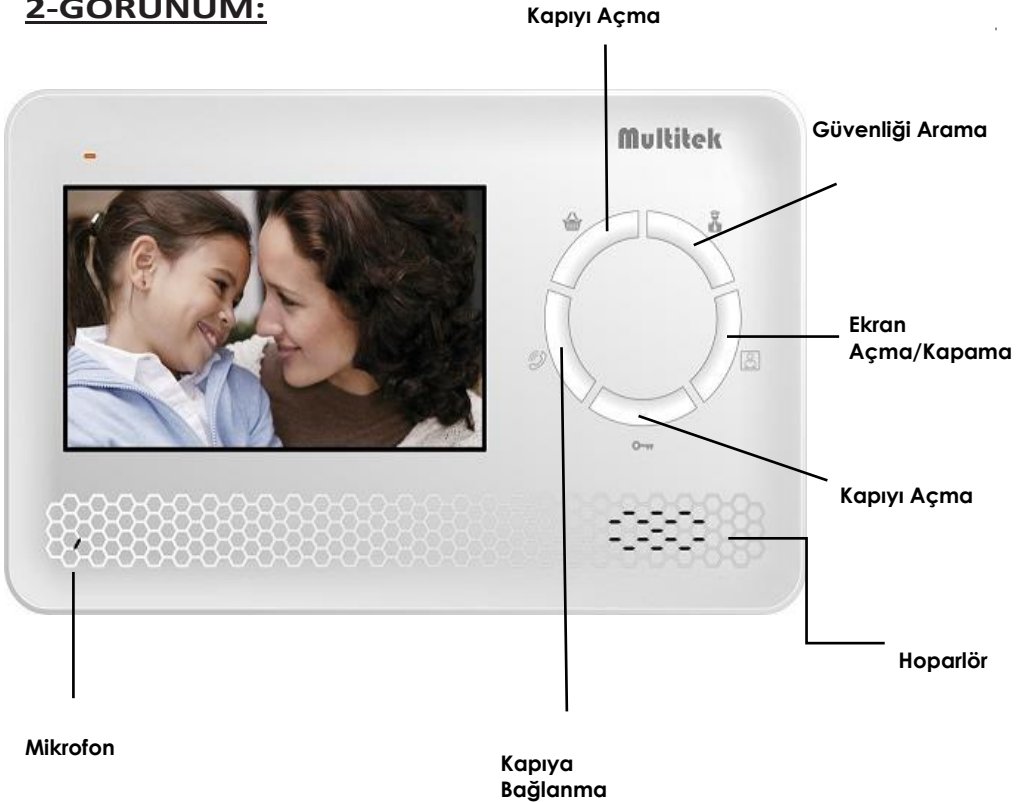 2-GÖRÜNÜM:
Kapıyı Açma
Multitek
Güvenliği Arama
Ekran
Açma/Kapama
Kapıyı Açma
Hoparlör
Mikrofon
Kapıya
Bağlanma